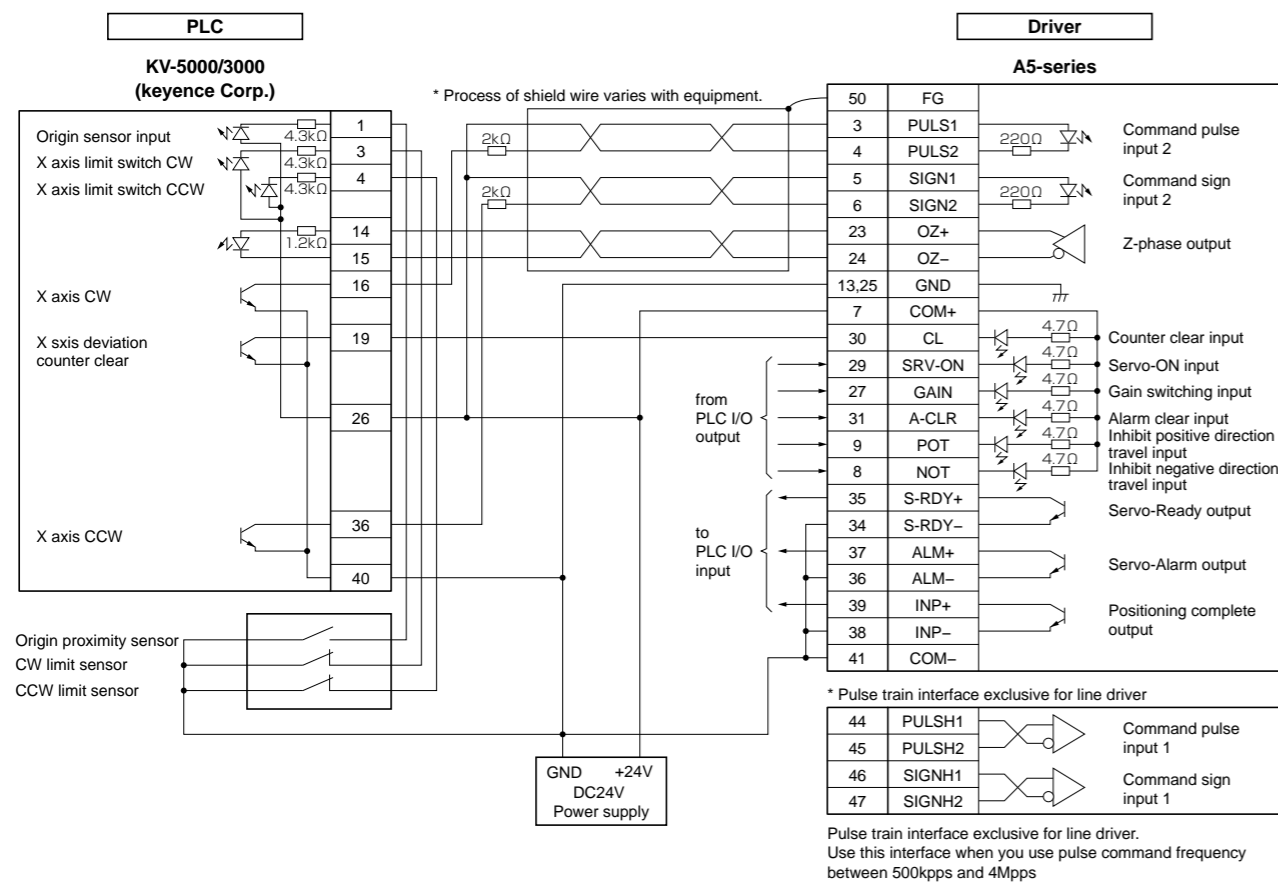 PLC
Driver
KV-5000/3000
(keyence Corp.)
A5-series
* Process of shield wire varies with equipment.
Origin sensor input
X axis limit switch CW
X axis limit switch CCW
4.3kΩ
4.3kΩ
4.3kΩ
1.2kΩ
X axis CW
X sxis deviation
counter clear
X axis CCW
1
3
4
14
15
16
19
26
36
40
2kΩ
2kΩ
from
PLC I/O
output
to
PLC I/O
input
50 FG
3 PULS1
4 PULS2
5 SIGN1
6 SIGN2
23 OZ+
24 OZ−
13,25 GND
7 COM+
30 CL
29 SRV-ON
27 GAIN
31 A-CLR
9 POT
8 NOT
35 S-RDY+
34 S-RDY−
37 ALM+
36 ALM−
39 INP+
38 INP−
41 COM−
220Ω
220Ω
4.7Ω
4.7Ω
4.7Ω
4.7Ω
4.7Ω
4.7Ω
Command pulse
input 2
Command sign
input 2
Z-phase output
Counter clear input
Servo-ON input
Gain switching input
Alarm clear input
Inhibit positive direction
travel input
Inhibit negative direction
travel input
Servo-Ready output
Servo-Alarm output
Positioning complete
output
Origin proximity sensor
CW limit sensor
CCW limit sensor
GND +24V
DC24V
Power supply
* Pulse train interface exclusive for line driver
44 PULSH1
45 PULSH2
46 SIGNH1
47 SIGNH2
Command pulse
input 1
Command sign
input 1
Pulse train interface exclusive for line driver.
Use this interface when you use pulse command frequency
between 500kpps and 4Mpps